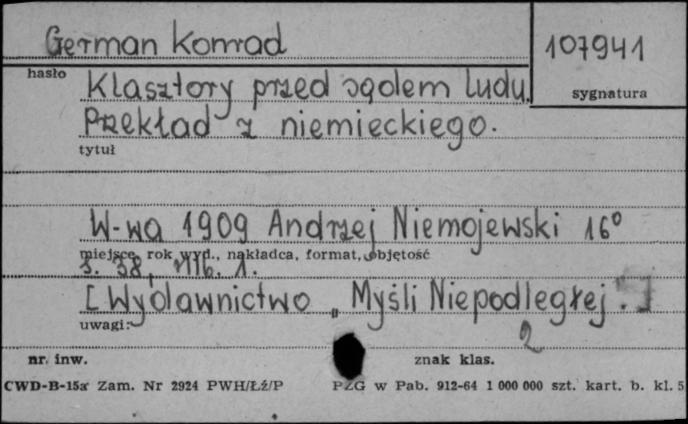 German Konrad
107941
hasło
Klasztory przed sądem ludu.
sygnatura
Przekład z niemieckiego.
tytuł
W-wa 1909 Andrzej Niemojewski 16°
miejsce, rok wyd., nakładca, format, objętość
s. 38, nlb. 1.
[Wydawnictwo „Myśli Niepodległej".]
uwagi:
2
nr. inw.
znak klas.
CWD-B-15a Zam. Nr 2924 PWH/Łź/P PZG w Pab. 912-64 1 000 000 szt. kart. b. kl. 5